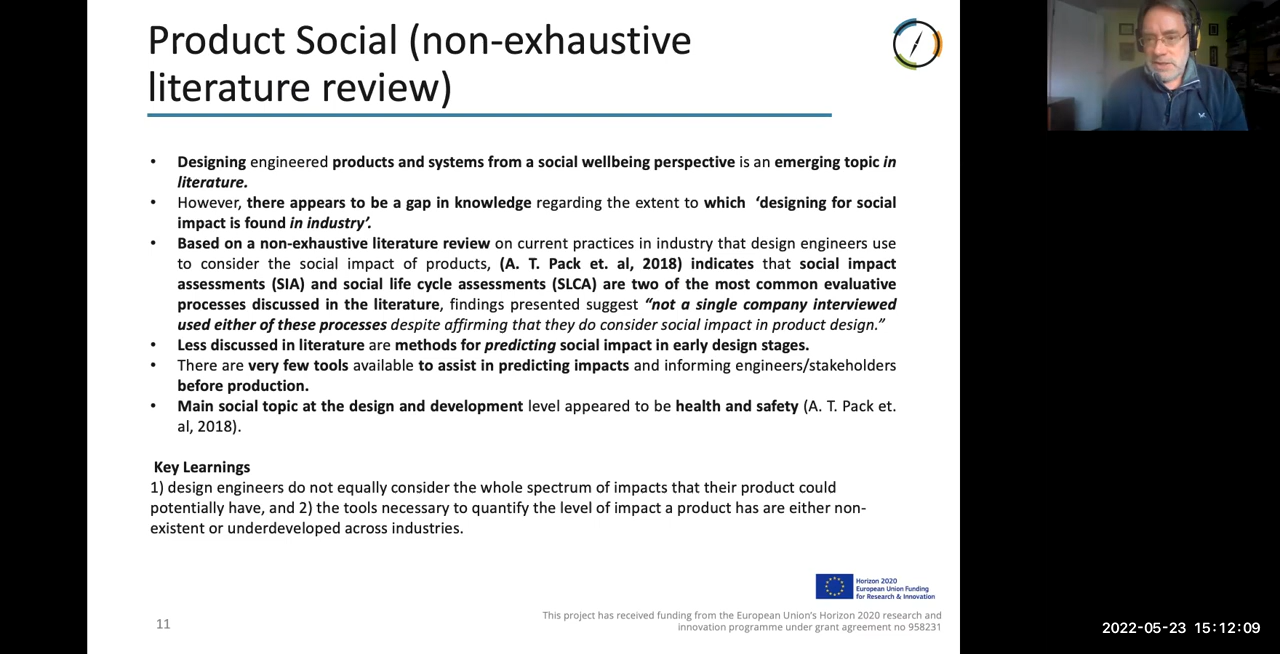 Product Social (non-exhaustive
literature review)
• Designing engineered products and systems from a social wellbeing perspective is an emerging topic in
literature.
• However, there appears to be a gap in knowledge regarding the extent to which ‘designing for social
impact is found in industry’.
• Based on a non-exhaustive literature review on current practices in industry that design engineers use
to consider the social impact of products, (A. T. Pack et. al, 2018) indicates that social impact
assessments (SIA) and social life cycle assessments (SLCA) are two of the most common evaluative
processes discussed in the literature, findings presented suggest “not a single company interviewed
used either of these processes despite affirming that they do consider social impact in product design.”
• Less discussed in literature are methods for predicting social impact in early design stages.
• There are very few tools available to assist in predicting impacts and informing engineers/stakeholders
before production.
• Main social topic at the design and development level appeared to be health and safety (A. T. Pack et.
al, 2018).
Key Learnings
1) design engineers do not equally consider the whole spectrum of impacts that their product could
potentially have, and 2) the tools necessary to quantify the level of impact a product has are either non-
existent or underdeveloped across industries.
Horizon 2020
European Union Funding
for Research & Innovation
This project has received funding from the European Union's Horizon 2020 research and
innovation programme under grant agreement no 958231
11
2022-05-23 15:12:09